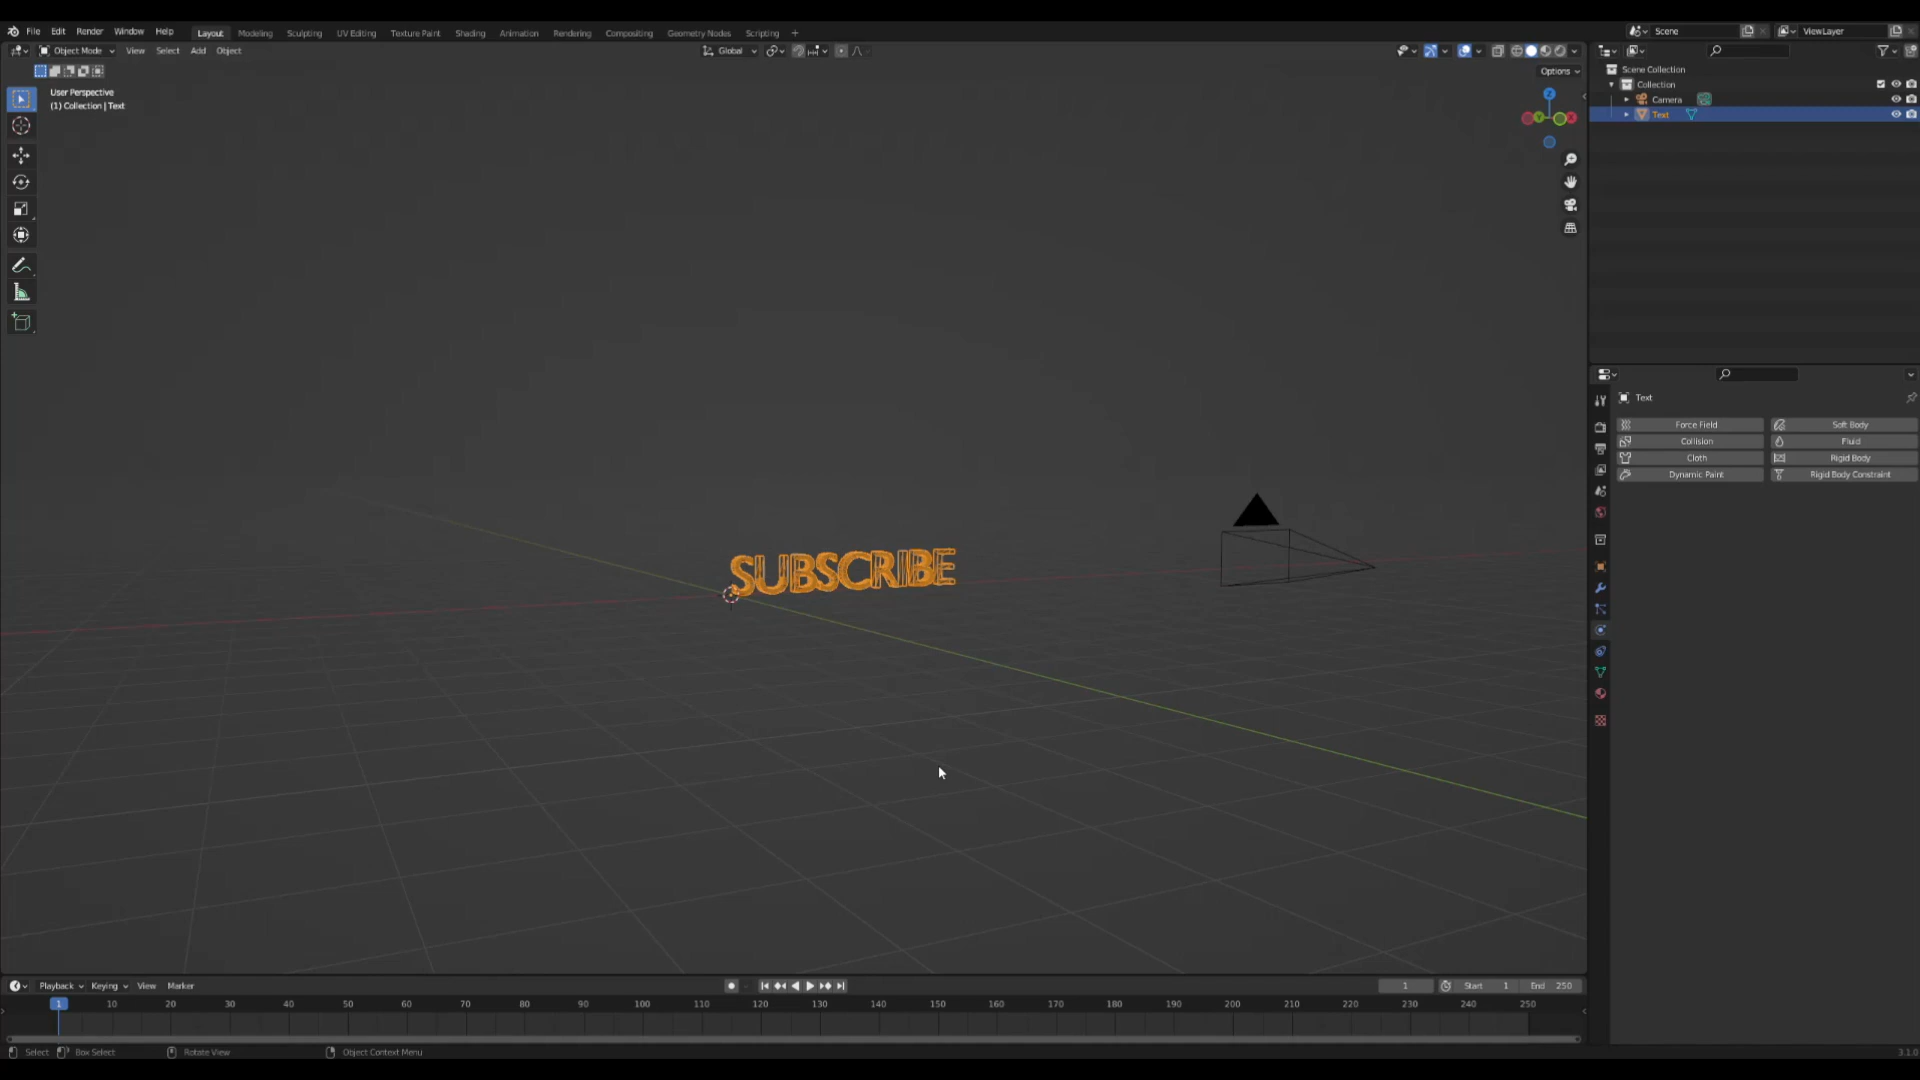 File Edit Render Window Help Layout Modeling Sculpting UV Editing Texture Paint Shading Animation Rendering Compositing Geometry Nodes Scripting + Scene ViewLayer
Object Mode View Select Add Object Global
Options
User Perspective
(1) Collection | Text
Z
Y
X
Scene Collection
Collection
Camera
Text
SUBSCRIBE
Text
Force Field Soft Body
Collision Fluid
Cloth Rigid Body
Dynamic Paint Rigid Body Constraint
Playback Keying View Marker 1 Start 1 End 250
1 10 20 30 40 50 60 70 80 90 100 110 120 130 140 150 160 170 180 190 200 210 220 230 240 250
Select Box Select Rotate View Object Context Menu 3.1.0